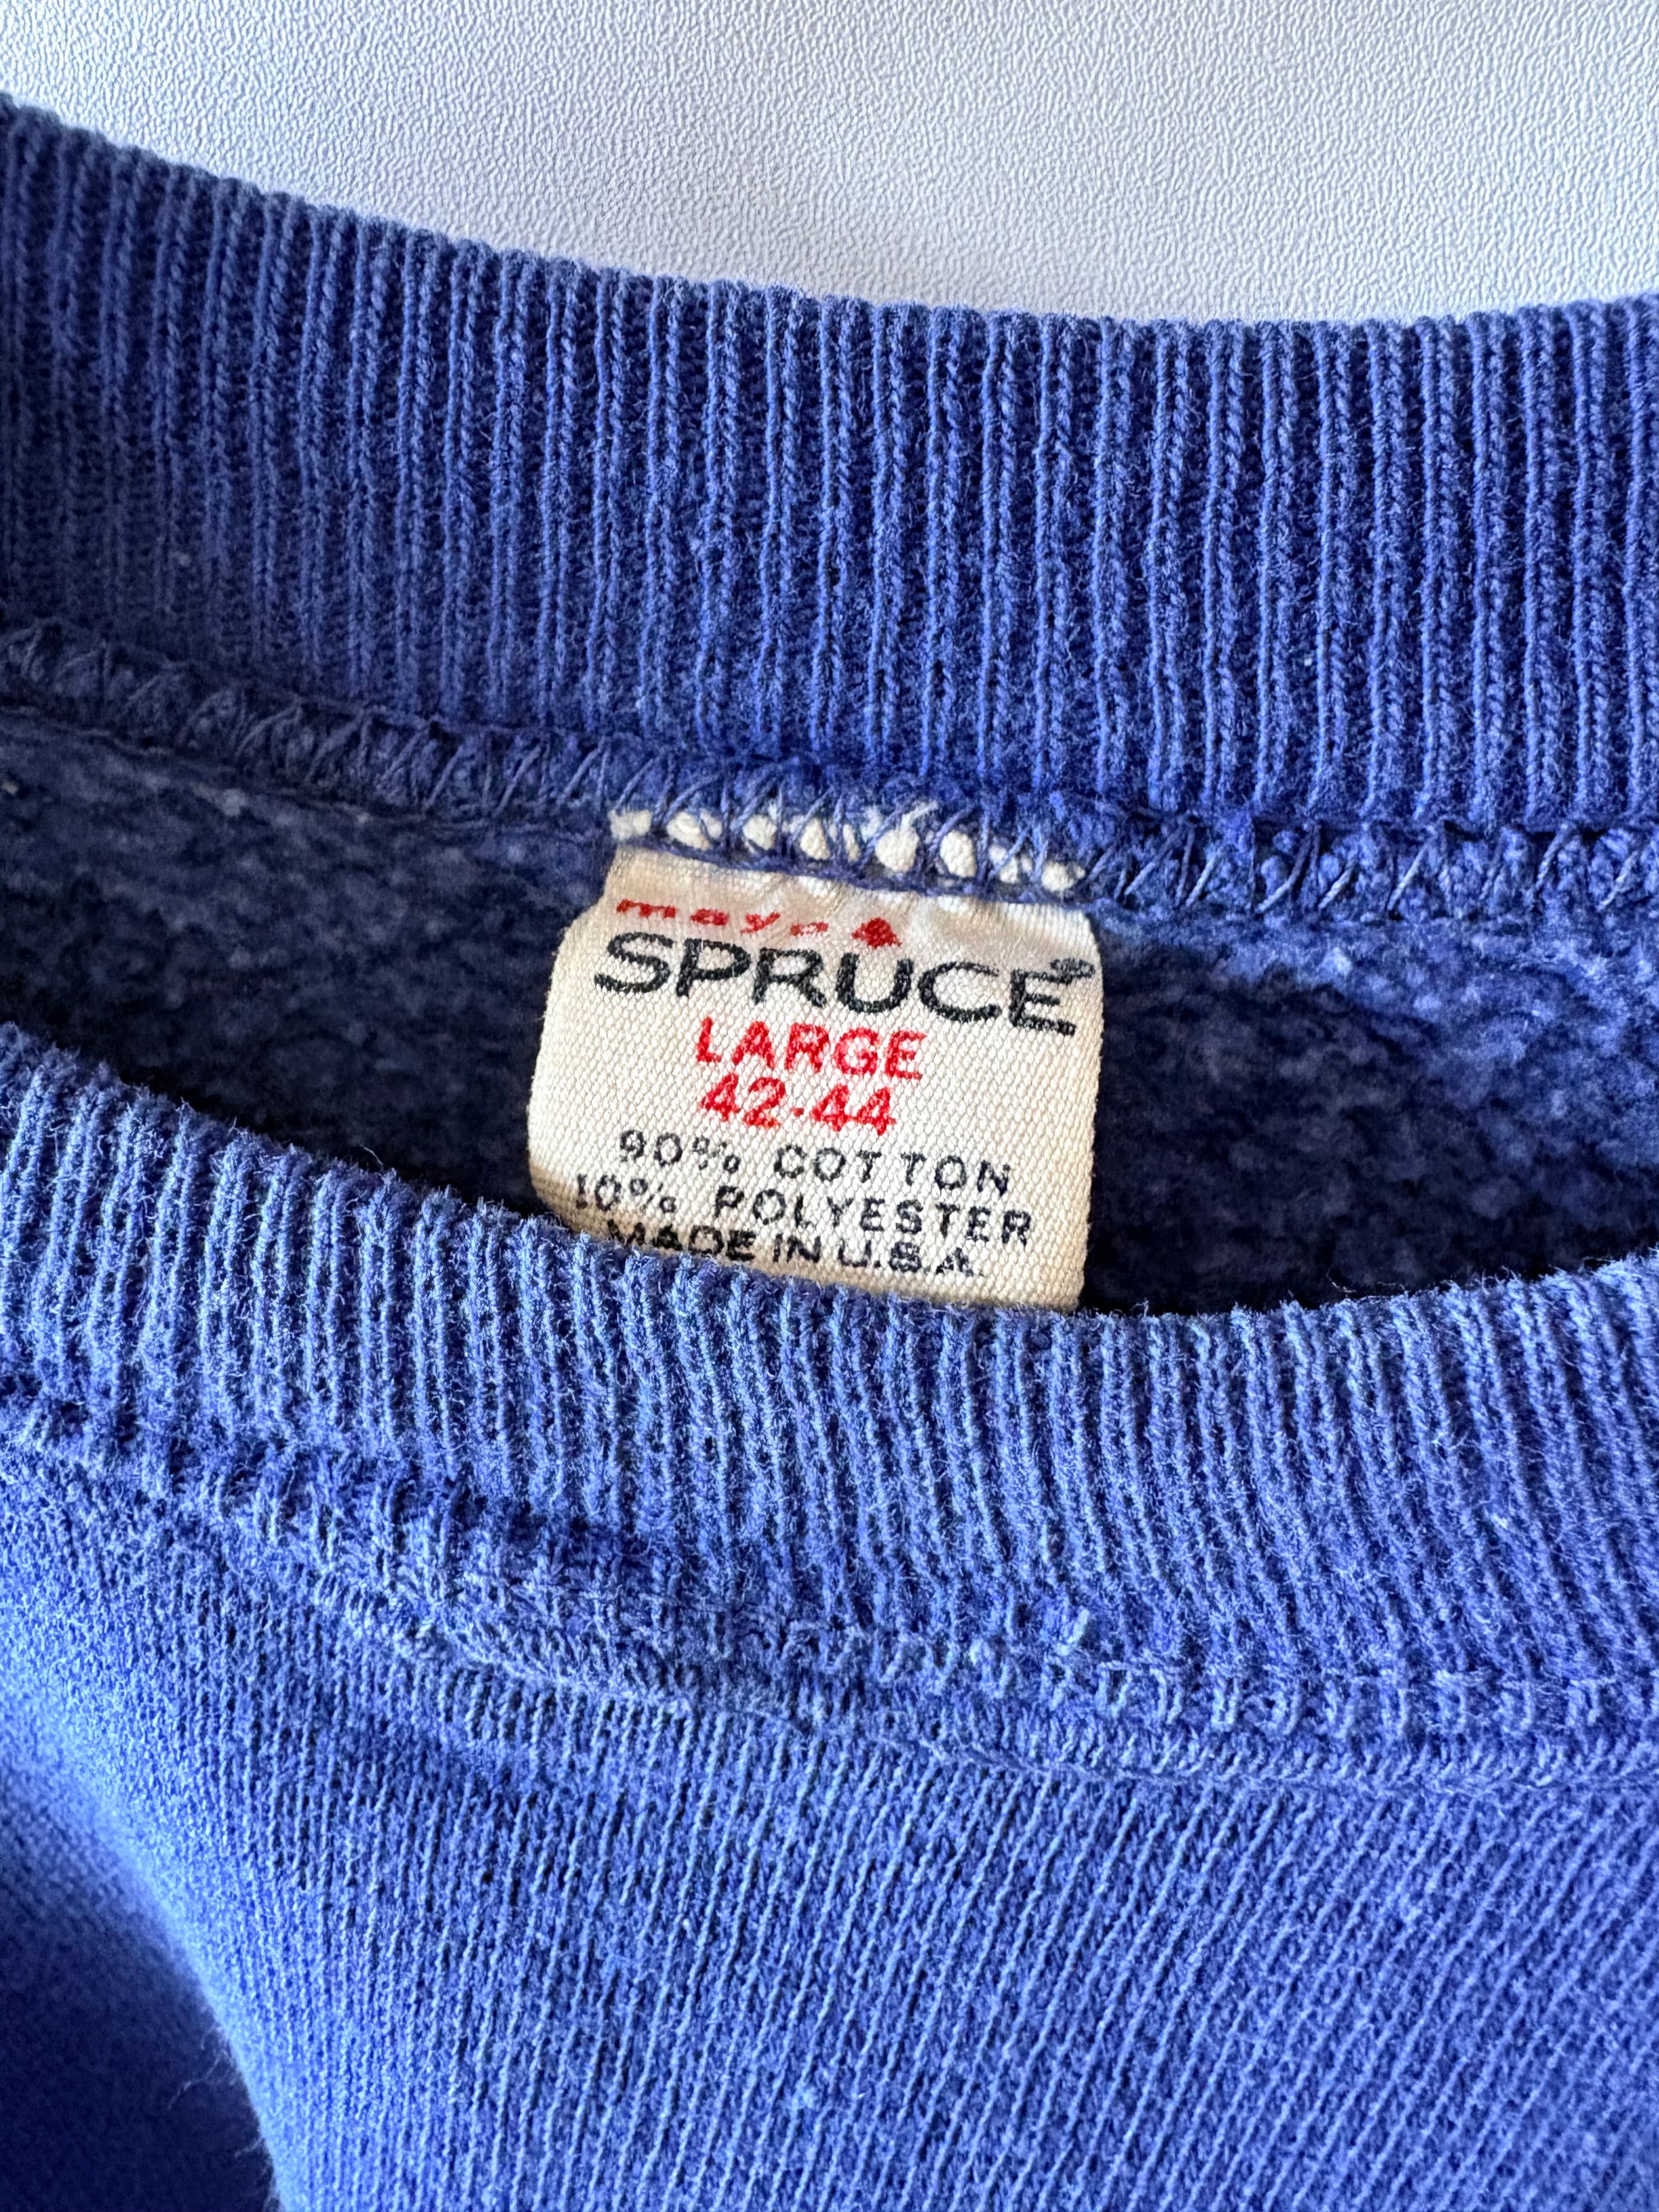 mayo
SPRUCE®
LARGE
42-44
90% COTTON
10% POLYESTER
MADE IN U.S.A.